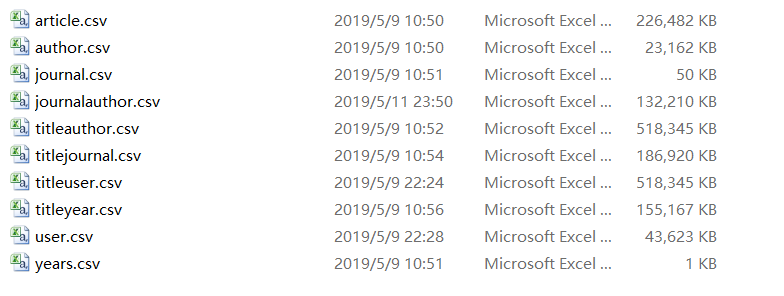 article.csv 2019/5/9 10:50 Microsoft Excel ... 226,482 KB
author.csv 2019/5/9 10:50 Microsoft Excel ... 23,162 KB
journal.csv 2019/5/9 10:51 Microsoft Excel ... 50 KB
journalauthor.csv 2019/5/11 23:50 Microsoft Excel ... 132,210 KB
titleauthor.csv 2019/5/9 10:52 Microsoft Excel ... 518,345 KB
titlejournal.csv 2019/5/9 10:54 Microsoft Excel ... 186,920 KB
titleuser.csv 2019/5/9 22:24 Microsoft Excel ... 518,345 KB
titleyear.csv 2019/5/9 10:56 Microsoft Excel ... 155,167 KB
user.csv 2019/5/9 22:28 Microsoft Excel ... 43,623 KB
years.csv 2019/5/9 10:51 Microsoft Excel ... 1 KB